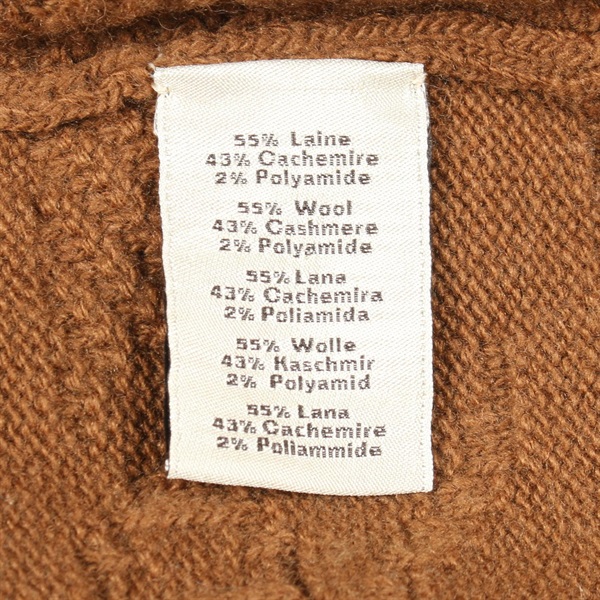 55% Laine
43% Cachemire
2% Polyamide
55% Wool
43% Cashmere
2% Polyamide
55% Lana
43% Cachemira
2% Poliamida
55% Wolle
43% Kaschmir
2% Polyamid
55% Lana
43% Cachemire
2% Poliammide